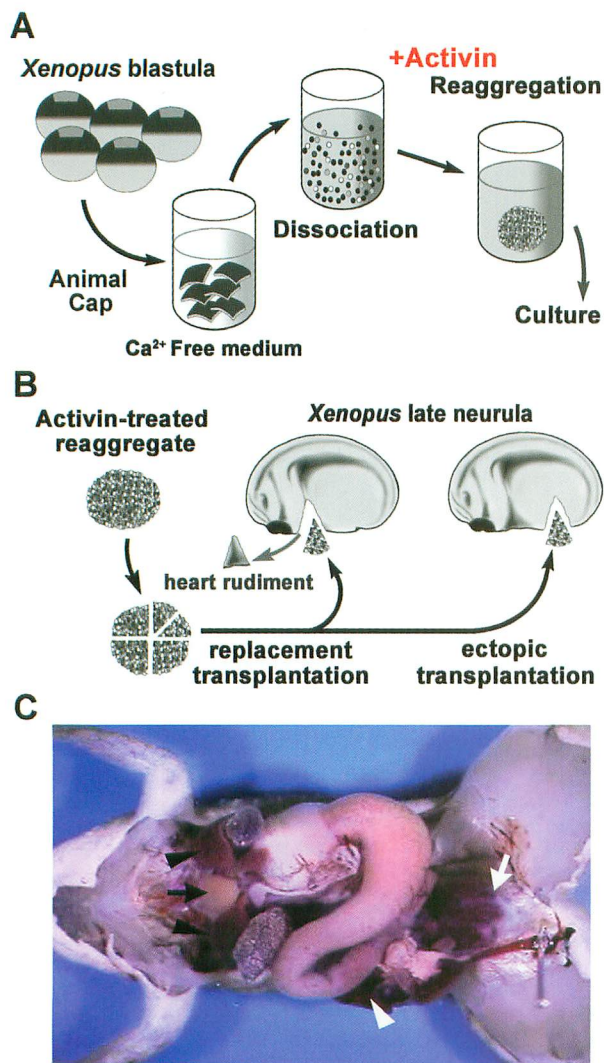 A
Xenopus blastula
+Activin
Reaggregation
Dissociation
Animal
Cap
Ca²⁺ Free medium
Culture
B
Activin-treated
reaggregate
Xenopus late neurula
heart rudiment
replacement
transplantation
ectopic
transplantation
C